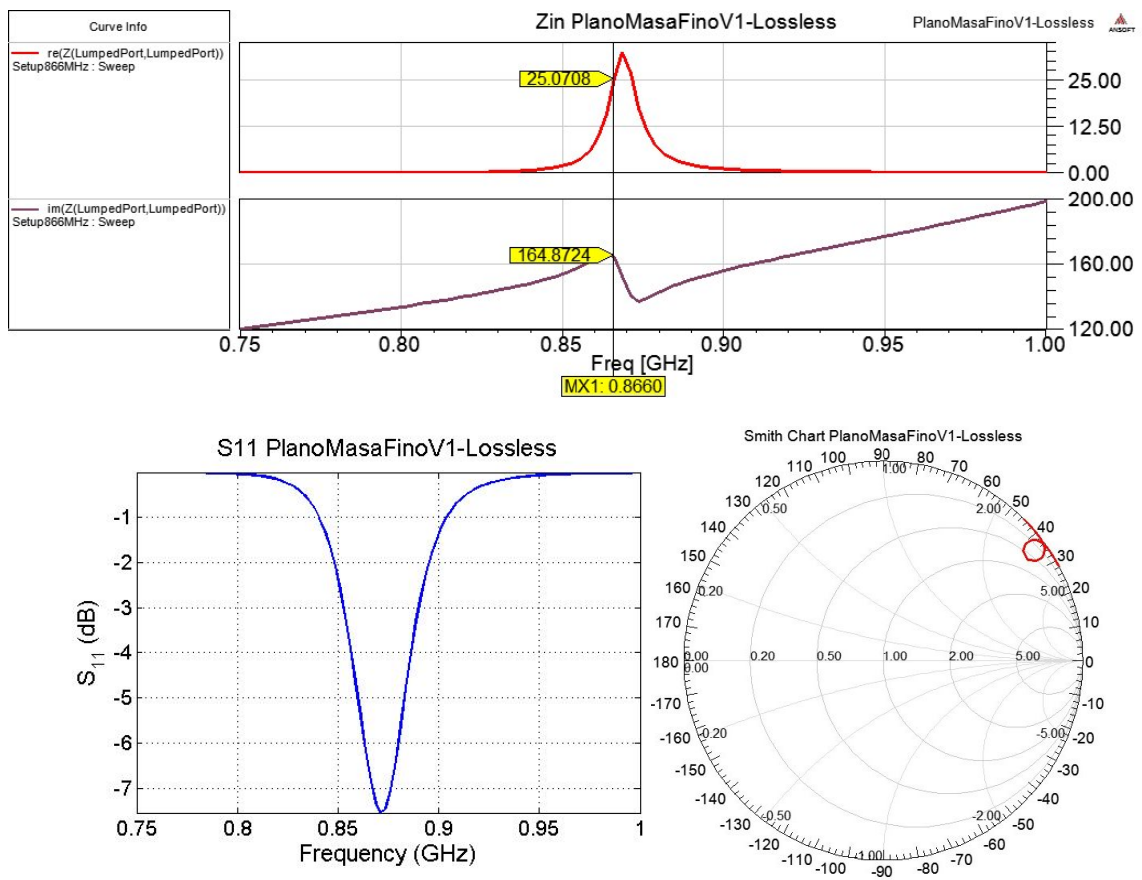 Zin PlanoMasaFinoV1-Lossless
PlanoMasaFinoV1-Lossless
ANSOFT
Curve Info
re(Z(LumpedPort,LumpedPort))
Setup866MHz : Sweep
25.0708
25.00
12.50
0.00
im(Z(LumpedPort,LumpedPort))
Setup866MHz : Sweep
164.8724
200.00
160.00
120.00
0.75 0.80 0.85 0.90 0.95 1.00
Freq [GHz]
MX1: 0.8660
S11 PlanoMasaFinoV1-Lossless
-1
-2
-3
-4
-5
-6
-7
S11 (dB)
0.75 0.8 0.85 0.9 0.95 1
Frequency (GHz)
Smith Chart PlanoMasaFinoV1-Lossless
90
100 80
110 70
120 60
130 50
140 40
150 30
160 20
170 10
180 0
-170 -10
-160 -20
-150 -30
-140 -40
-130 -50
-120 -60
-110 -70
-100 -80
-90
1.00
0.50 2.00
0.20 5.00
0.00 0.20 0.50 1.00 2.00 5.00
0.00
-0.20 -5.00
-0.50 -2.00
-1.00